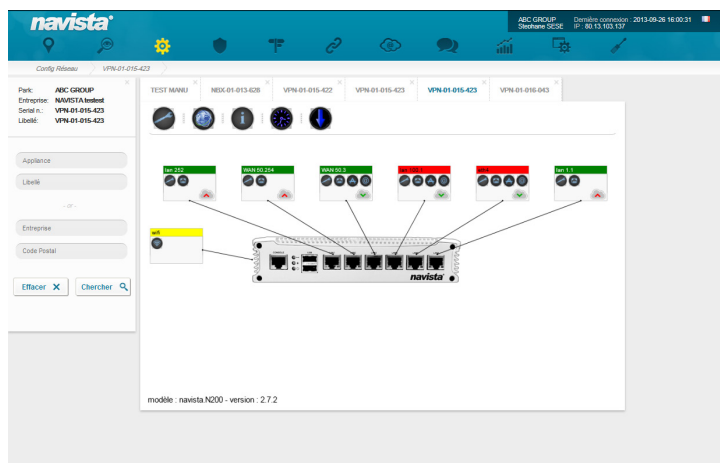 navista
ABC GROUP
Stephane SESE
Dernière connexion : 2013-09-26 16:00:31
IP : 80.13.103.137
Config Réseau
VPN-01-015-423
Park: ABC GROUP
Entreprise: NAVISTA testest
Serial n.: VPN-01-015-423
Libellé: VPN-01-015-423
TEST MANU
NBX-01-013-628
VPN-01-015-422
VPN-01-015-423
VPN-01-015-423
VPN-01-016-043
Appliance
Libellé
- or -
Entreprise
Code Postal
Effacer
Chercher
lan 252
WAN 50.254
WAN 50.3
lan 1.1
wifi
navista
modèle : navista.N200 - version : 2.7.2